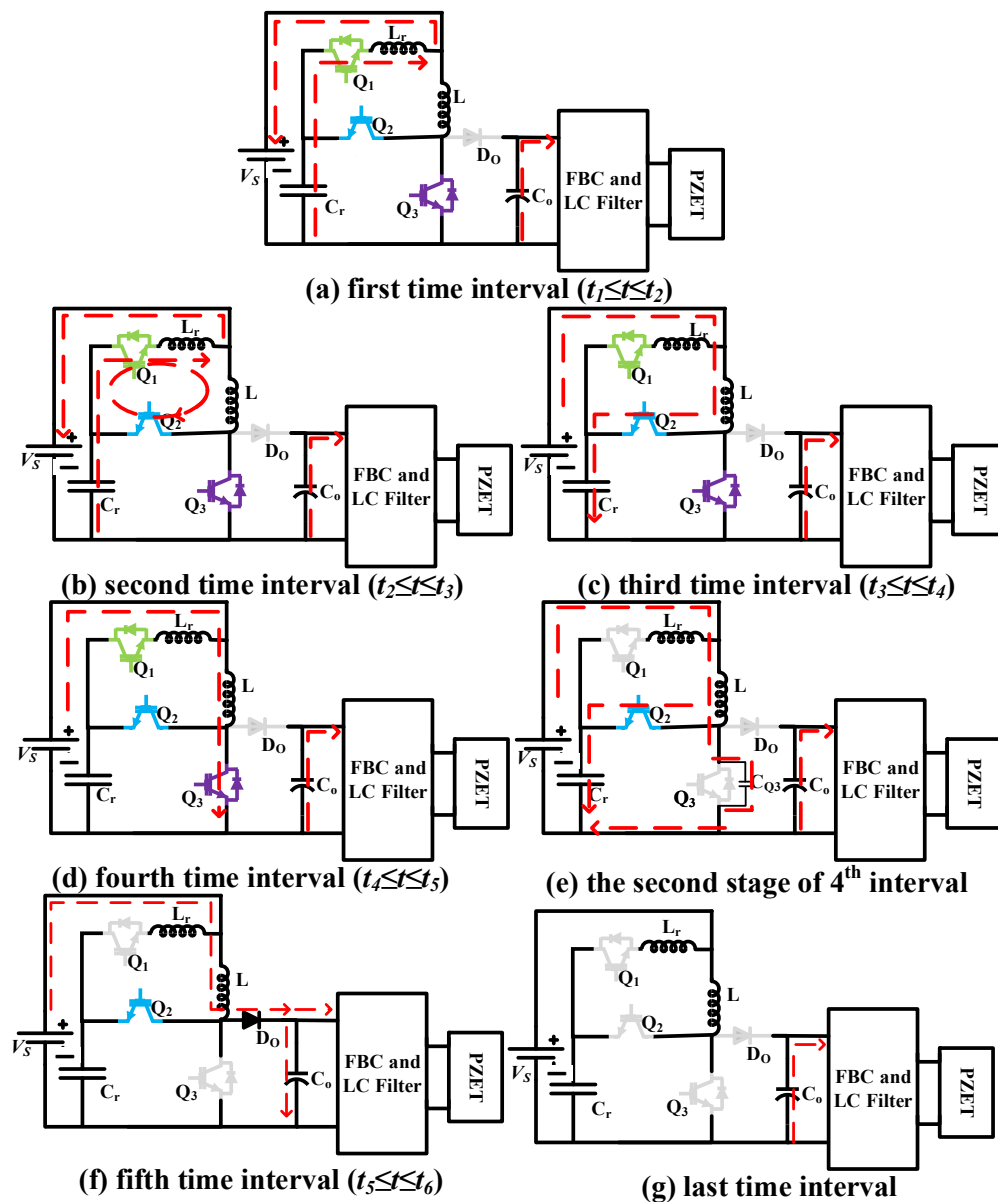 Lr
Q1
L
Q2
+
VS
DO
Cr
Q3
Co
FBC and
LC Filter
PZET
(a) first time interval (t1≤t≤t2)
Lr
Q1
L
Q2
+
VS
DO
Cr
Q3
Co
FBC and
LC Filter
PZET
(b) second time interval (t2≤t≤t3)
Lr
Q1
L
Q2
+
VS
DO
Cr
Q3
Co
FBC and
LC Filter
PZET
(c) third time interval (t3≤t≤t4)
Lr
Q1
L
Q2
+
VS
DO
Cr
Q3
Co
FBC and
LC Filter
PZET
(d) fourth time interval (t4≤t≤t5)
Lr
Q1
L
Q2
+
VS
DO
Cr
Q3
CQ3
Co
FBC and
LC Filter
PZET
(e) the second stage of 4th interval
Lr
Q1
L
Q2
+
VS
DO
Cr
Q3
Co
FBC and
LC Filter
PZET
(f) fifth time interval (t5≤t≤t6)
Lr
Q1
L
Q2
+
VS
DO
Cr
Q3
Co
FBC and
LC Filter
PZET
(g) last time interval